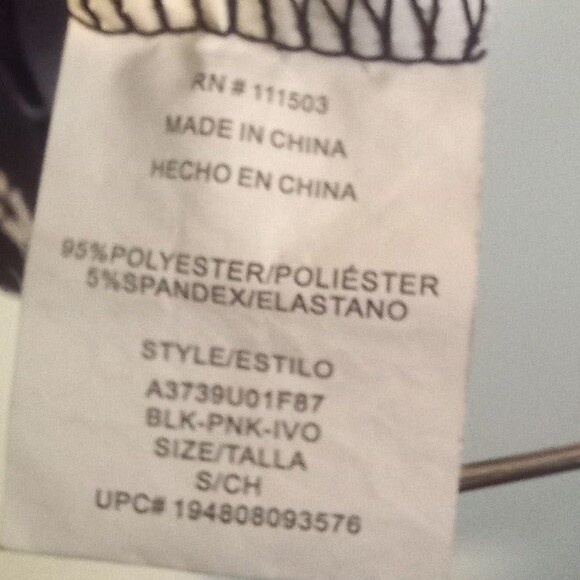 RN # 111503
MADE IN CHINA
HECHO EN CHINA
95%POLYESTER/POLIÉSTER
5%SPANDEX/ELASTANO
STYLE/ESTILO
A3739U01F87
BLK-PNK-IVO
SIZE/TALLA
S/CH
UPC# 194808093576